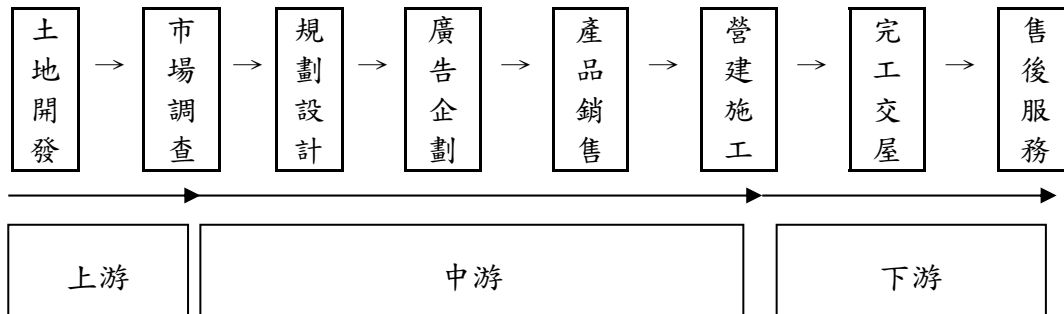 土地開發 → 市場調查 → 規劃設計 → 廣告企劃 → 產品銷售 → 營建施工 → 完工交屋 → 售後服務
上游 中游 下游